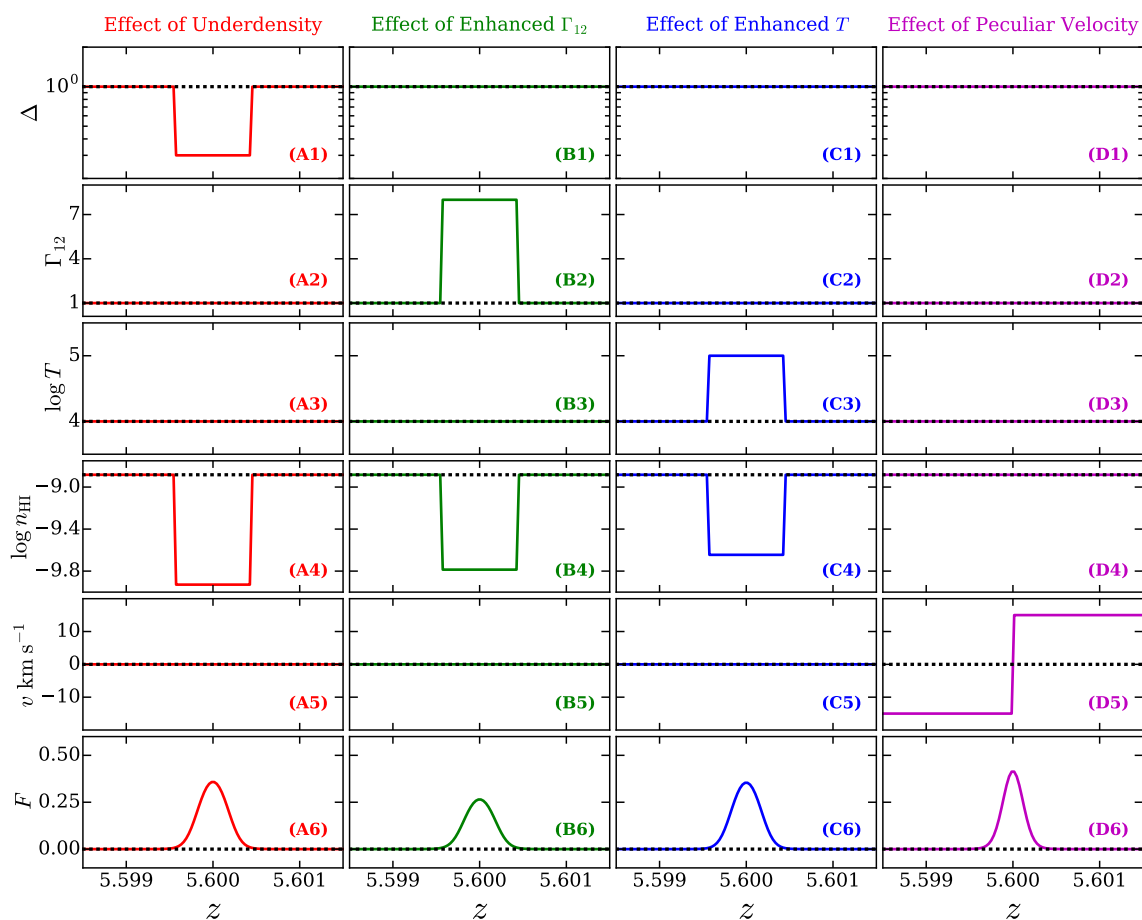 Effect of Underdensity Effect of Enhanced Γ₁₂ Effect of Enhanced T Effect of Peculiar Velocity
Δ 10⁰ (A1) (B1) (C1) (D1)
Γ₁₂ 7 4 1 (A2) (B2) (C2) (D2)
log T 5 4 (A3) (B3) (C3) (D3)
log n_HI −9.0 −9.4 −9.8 (A4) (B4) (C4) (D4)
v km s⁻¹ 10 0 −10 (A5) (B5) (C5) (D5)
F 0.50 0.25 0.00 (A6) (B6) (C6) (D6)
5.599 5.600 5.601 5.599 5.600 5.601 5.599 5.600 5.601 5.599 5.600 5.601
z z z z